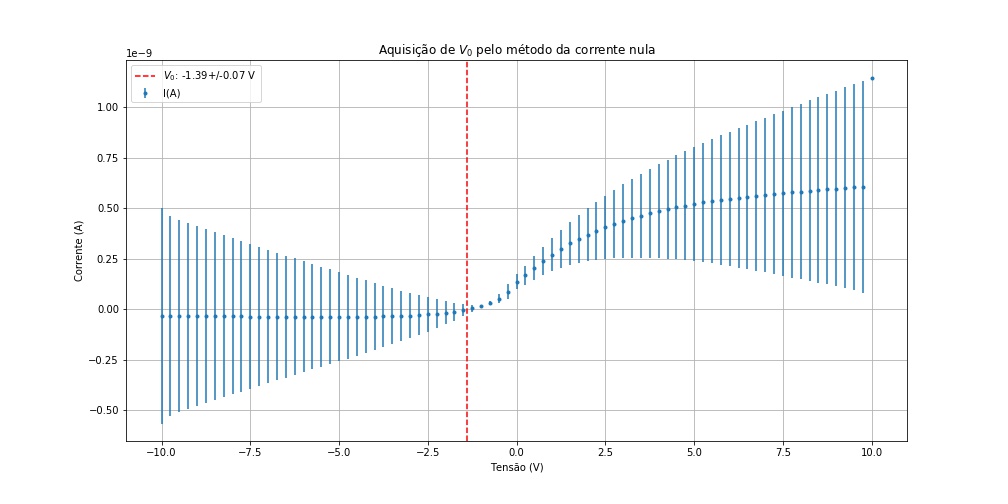 Aquisição de V₀ pelo método da corrente nula
1e−9
V₀: -1.39+/-0.07 V
I(A)
1.00
0.75
0.50
0.25
0.00
−0.25
−0.50
Corrente (A)
−10.0 −7.5 −5.0 −2.5 0.0 2.5 5.0 7.5 10.0
Tensão (V)